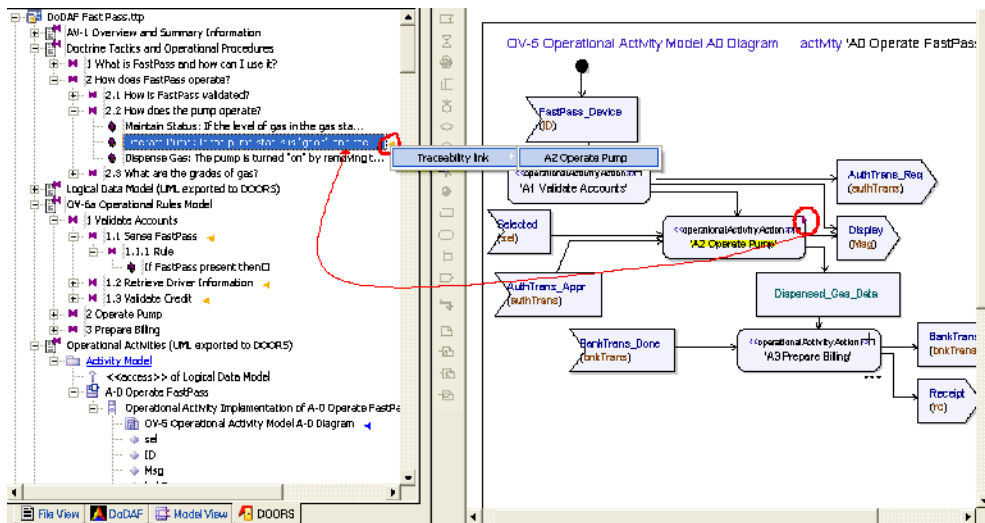 DoDAF Fast Pass.ttp
AV-1 Overview and Summary Information
Doctrine Tactics and Operational Procedures
1 What is FastPass and how can I use it?
2 How does FastPass operate?
2.1 How is FastPass validated?
2.2 How does the pump operate?
Maintain Status: If the level of gas in the gas sta...
Dispense Gas: The pump is turned "on" by removing t...
2.3 What are the grades of gas?
Logical Data Model (UML exported to DOORS)
OV-6a Operational Rules Model
1 Validate Accounts
1.1 Sense FastPass
1.1.1 Rule
If FastPass present then
1.2 Retrieve Driver Information
1.3 Validate Credit
2 Operate Pump
3 Prepare Billing
Operational Activities (UML exported to DOORS)
Activity Model
<<access>> of Logical Data Model
A-0 Operate FastPass
Operational Activity Implementation of A-0 Operate FastPa
OV-5 Operational Activity Model A-0 Diagram
sel
ID
Msg
File View
DoDAF
Model View
DOORS
Traceability link
A2 Operate Pump
OV-5 Operational Activity Model A0 Diagram activity 'A0 Operate FastPas
FastPass_Device
(ID)
<<operationalActivityAction>>
'A1 Validate Accounts'
AuthTrans_Req
(authTrans)
Selected
(sel)
<<operationalActivityAction>>
'A2 Operate Pump'
Display
(Msg)
AuthTrans_Appr
(authTrans)
Dispensed_Gas_Data
BankTrans_Done
(bnkTrans)
<<operationalActivityAction
'A3 Prepare Billing'
BankTrans
(bnkTrans
Receipt
(rc)